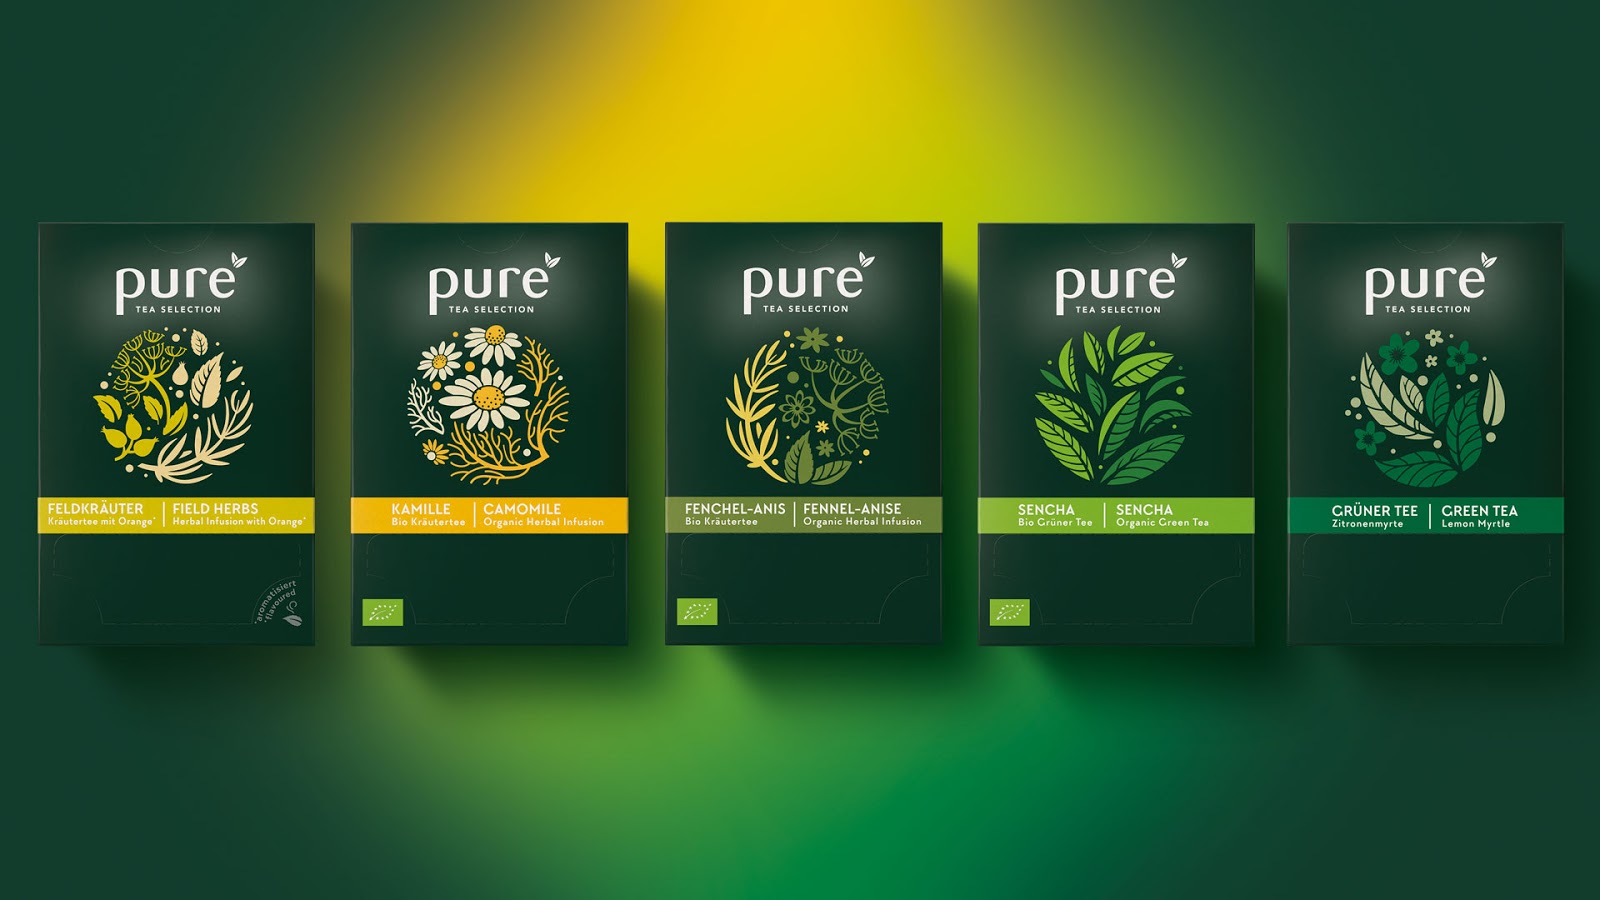 pure
TEA SELECTION
FELDKRÄUTER | FIELD HERBS
Kräutertee mit Orange* | Herbal Infusion with Orange*
*aromatisiert
*flavoured
pure
TEA SELECTION
KAMILLE | CAMOMILE
Bio Kräutertee | Organic Herbal Infusion
pure
TEA SELECTION
FENCHEL-ANIS | FENNEL-ANISE
Bio Kräutertee | Organic Herbal Infusion
pure
TEA SELECTION
SENCHA | SENCHA
Bio Grüner Tee | Organic Green Tea
pure
TEA SELECTION
GRÜNER TEE | GREEN TEA
Zitronenmyrte | Lemon Myrtle